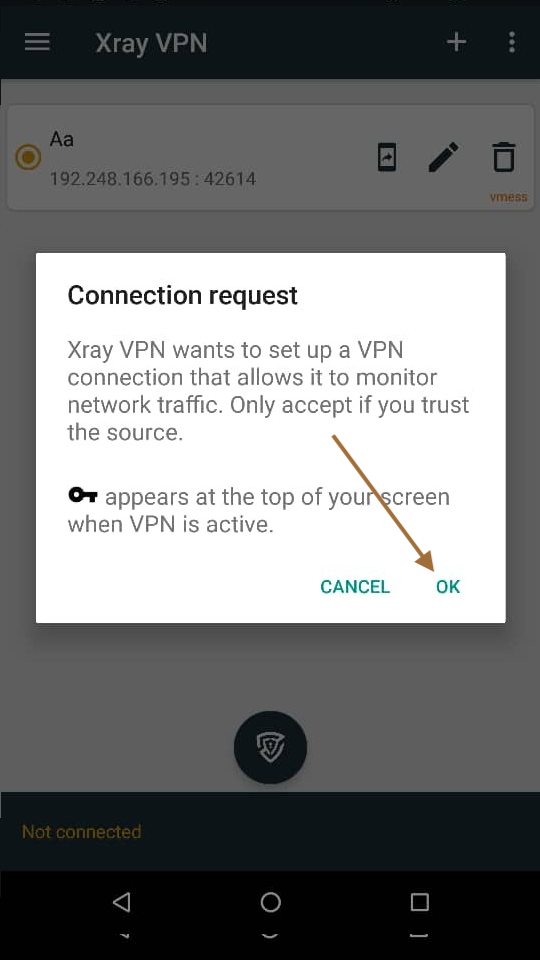 Xray VPN
Aa
192.248.166.195 : 42614
vmess
Connection request
Xray VPN wants to set up a VPN
connection that allows it to monitor
network traffic. Only accept if you trust
the source.
appears at the top of your screen
when VPN is active.
CANCEL OK
Not connected